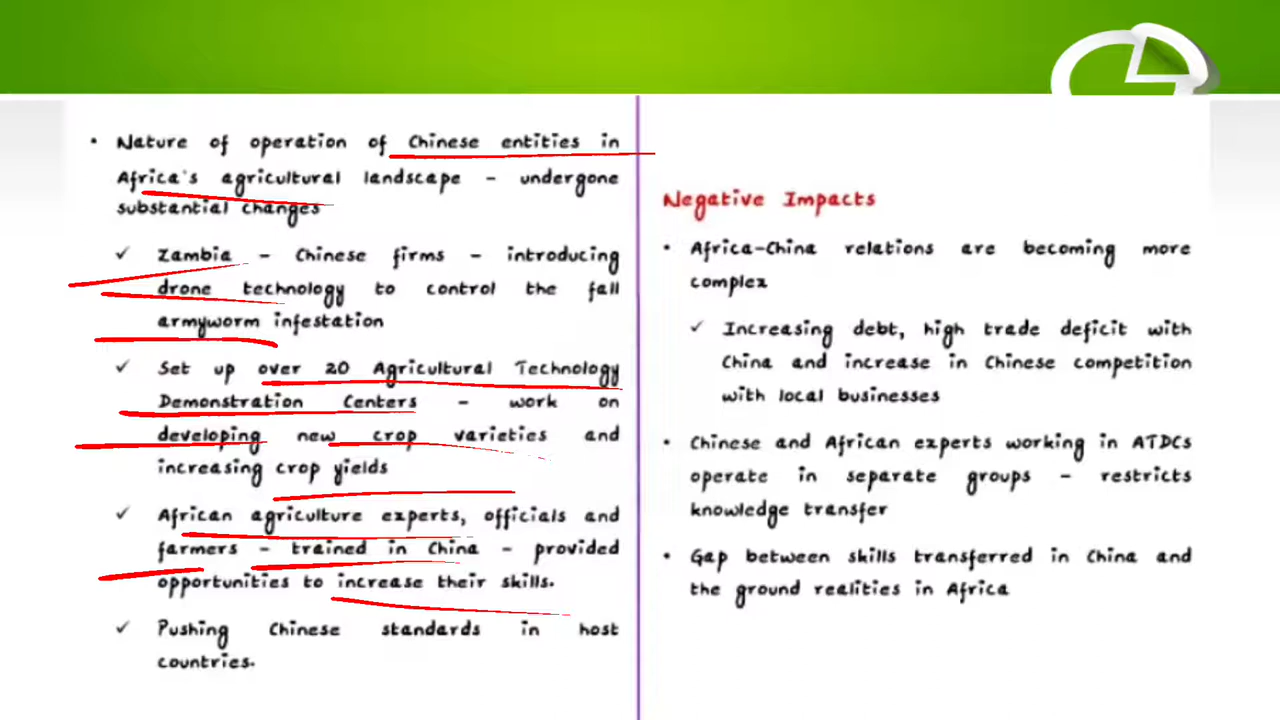 • Nature of operation of Chinese entities in
Africa's agricultural landscape - undergone
substantial changes
✓ Zambia - Chinese firms - introducing
drone technology to control the fall
armyworm infestation
✓ Set up over 20 Agricultural Technology
Demonstration Centers - work on
developing new crop varieties and
increasing crop yields
✓ African agriculture experts, officials and
farmers - trained in China - provided
opportunities to increase their skills.
✓ Pushing Chinese standards in host
countries.
Negative Impacts
• Africa-China relations are becoming more
complex
✓ Increasing debt, high trade deficit with
China and increase in Chinese competition
with local businesses
• Chinese and African experts working in ATDCs
operate in separate groups - restricts
knowledge transfer
• Gap between skills transferred in China and
the ground realities in Africa